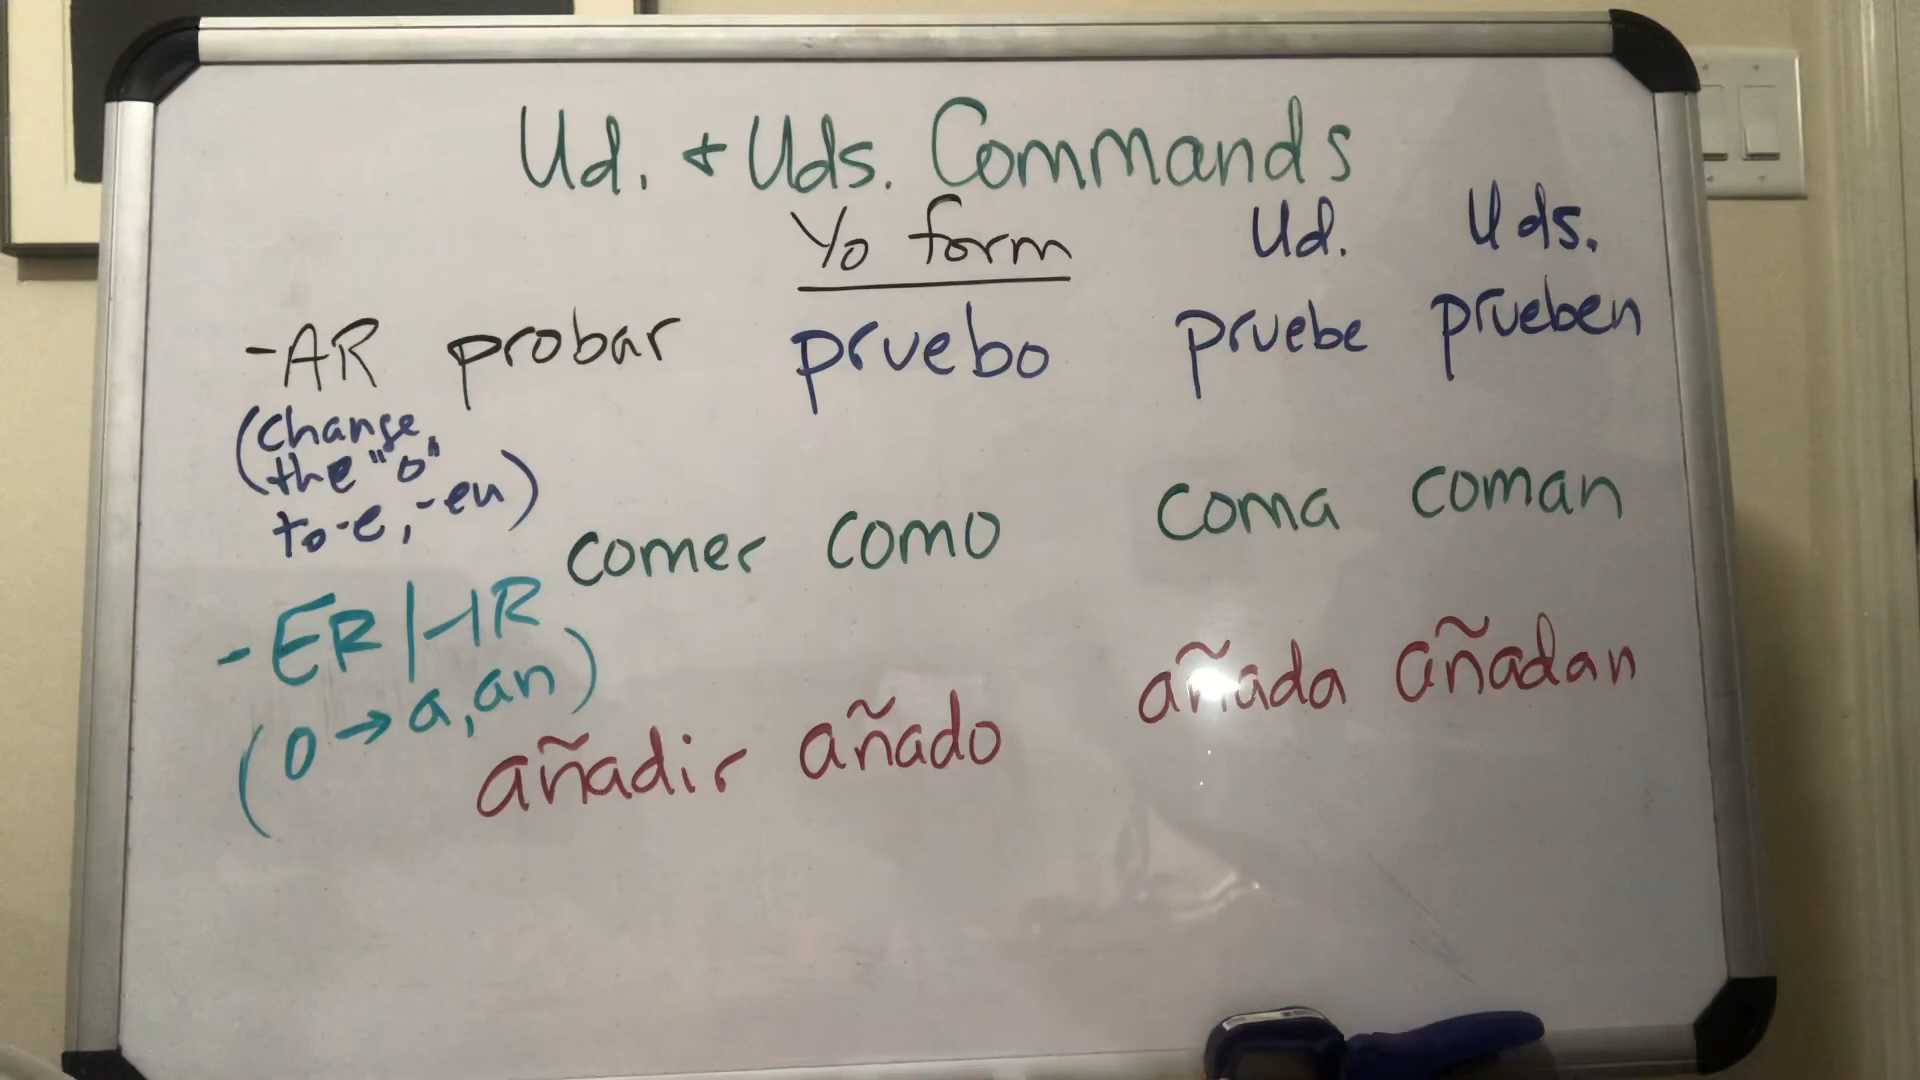 Ud. + Uds. Commands
Yo form Ud. Uds.
-AR probar pruebo pruebe prueben
(change
the "o"
to -e, -en)
comer como coma coman
-ER|-IR
(o → a, an)
añadir añado añada añadan